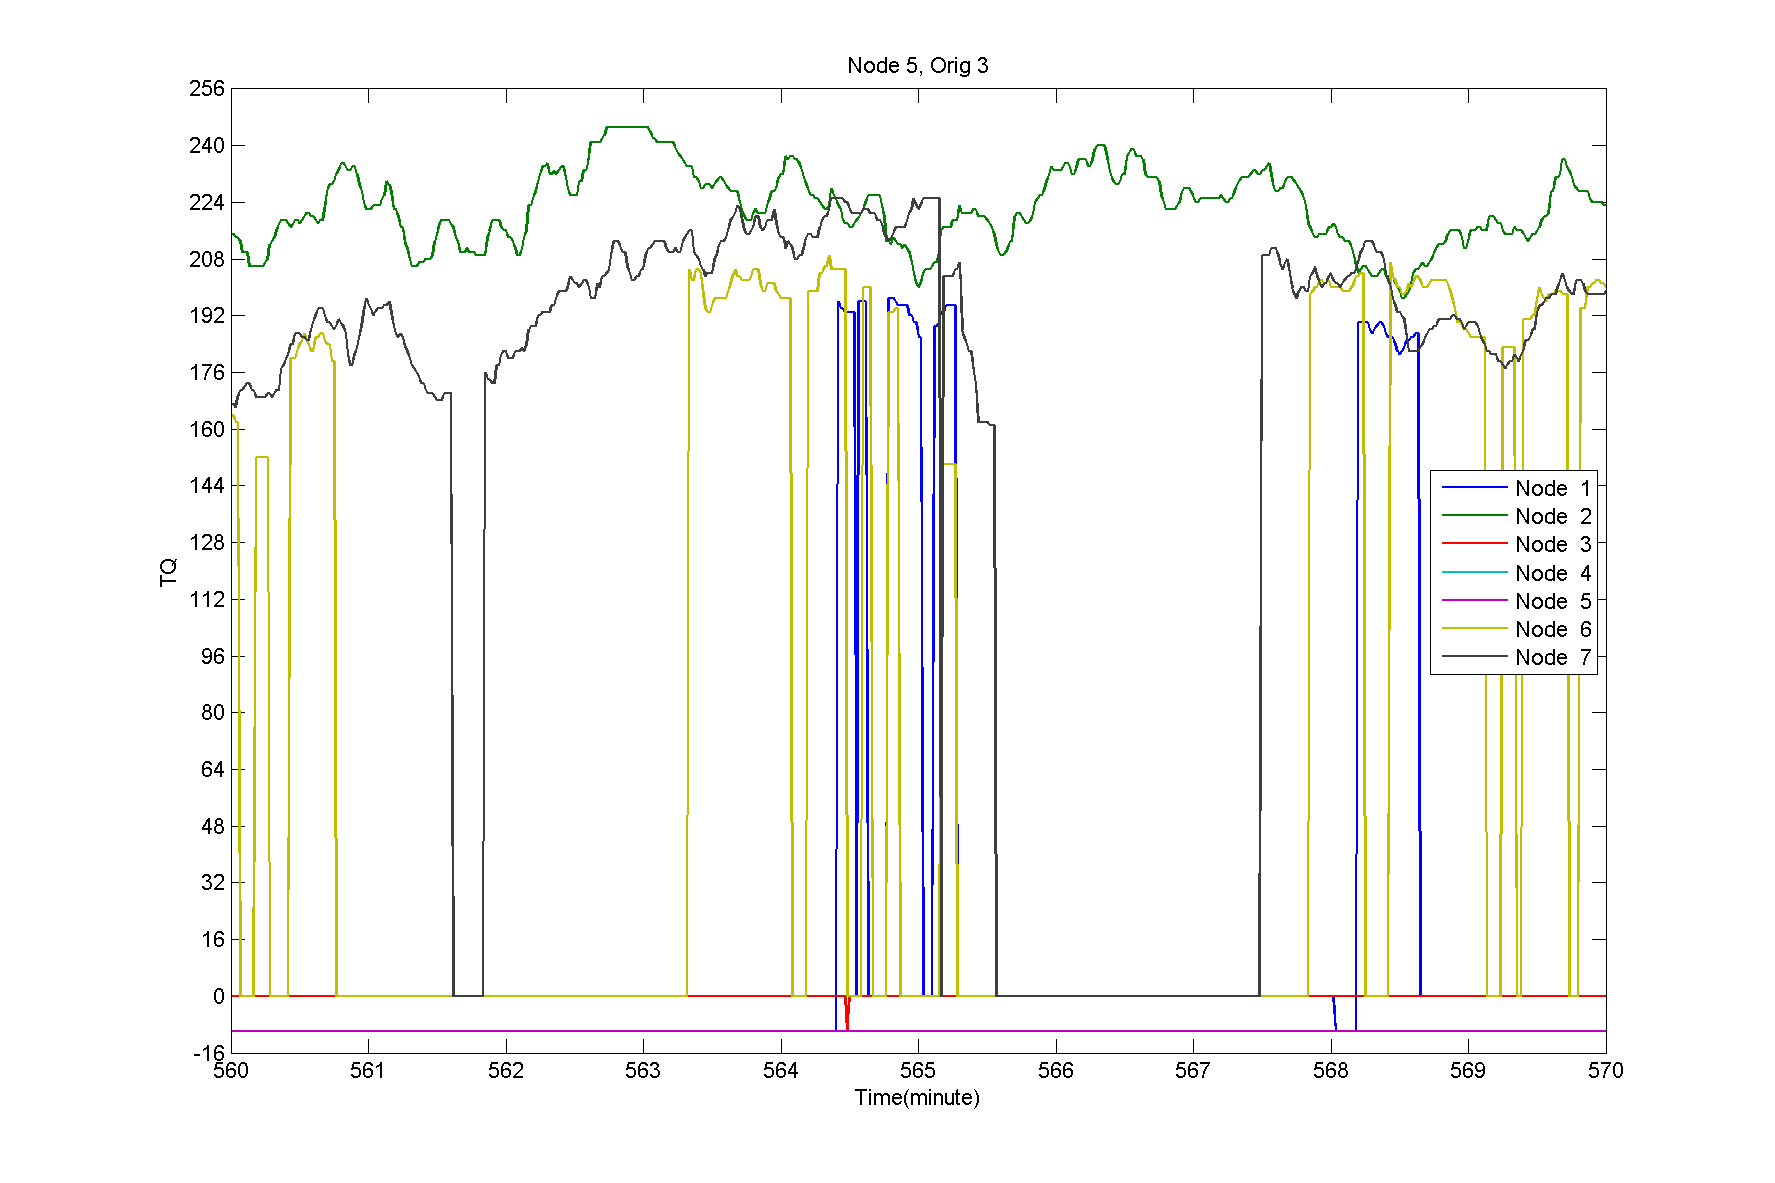 Node 5, Orig 3
256
240
224
208
192
176
160
144
128
112
96
80
64
48
32
16
0
-16
TQ
Node 1
Node 2
Node 3
Node 4
Node 5
Node 6
Node 7
560 561 562 563 564 565 566 567 568 569 570
Time(minute)